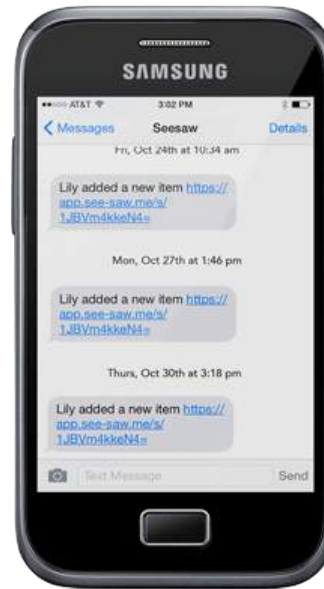 SAMSUNG
AT&T 3:02 PM
Messages Seesaw Details
Fri, Oct 24th at 10:34 am
Lily added a new item https://
app.see-saw.me/s/
1JBVm4kkeN4=
Mon, Oct 27th at 1:46 pm
Lily added a new item https://
app.see-saw.me/s/
1JBVm4kkeN4=
Thurs, Oct 30th at 3:18 pm
Lily added a new item https://
app.see-saw.me/s/
1JBVm4kkeN4=
Text Message Send